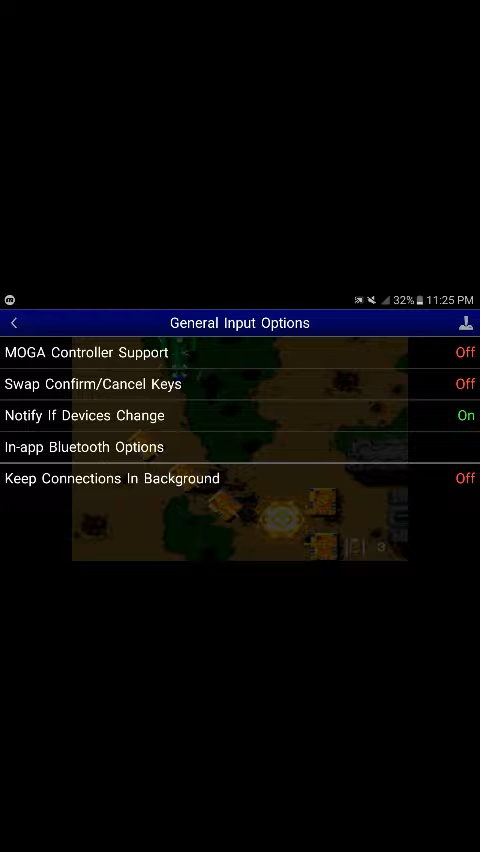 32% 11:25 PM
General Input Options
MOGA Controller Support Off
Swap Confirm/Cancel Keys Off
Notify If Devices Change On
In-app Bluetooth Options
Keep Connections In Background Off
3